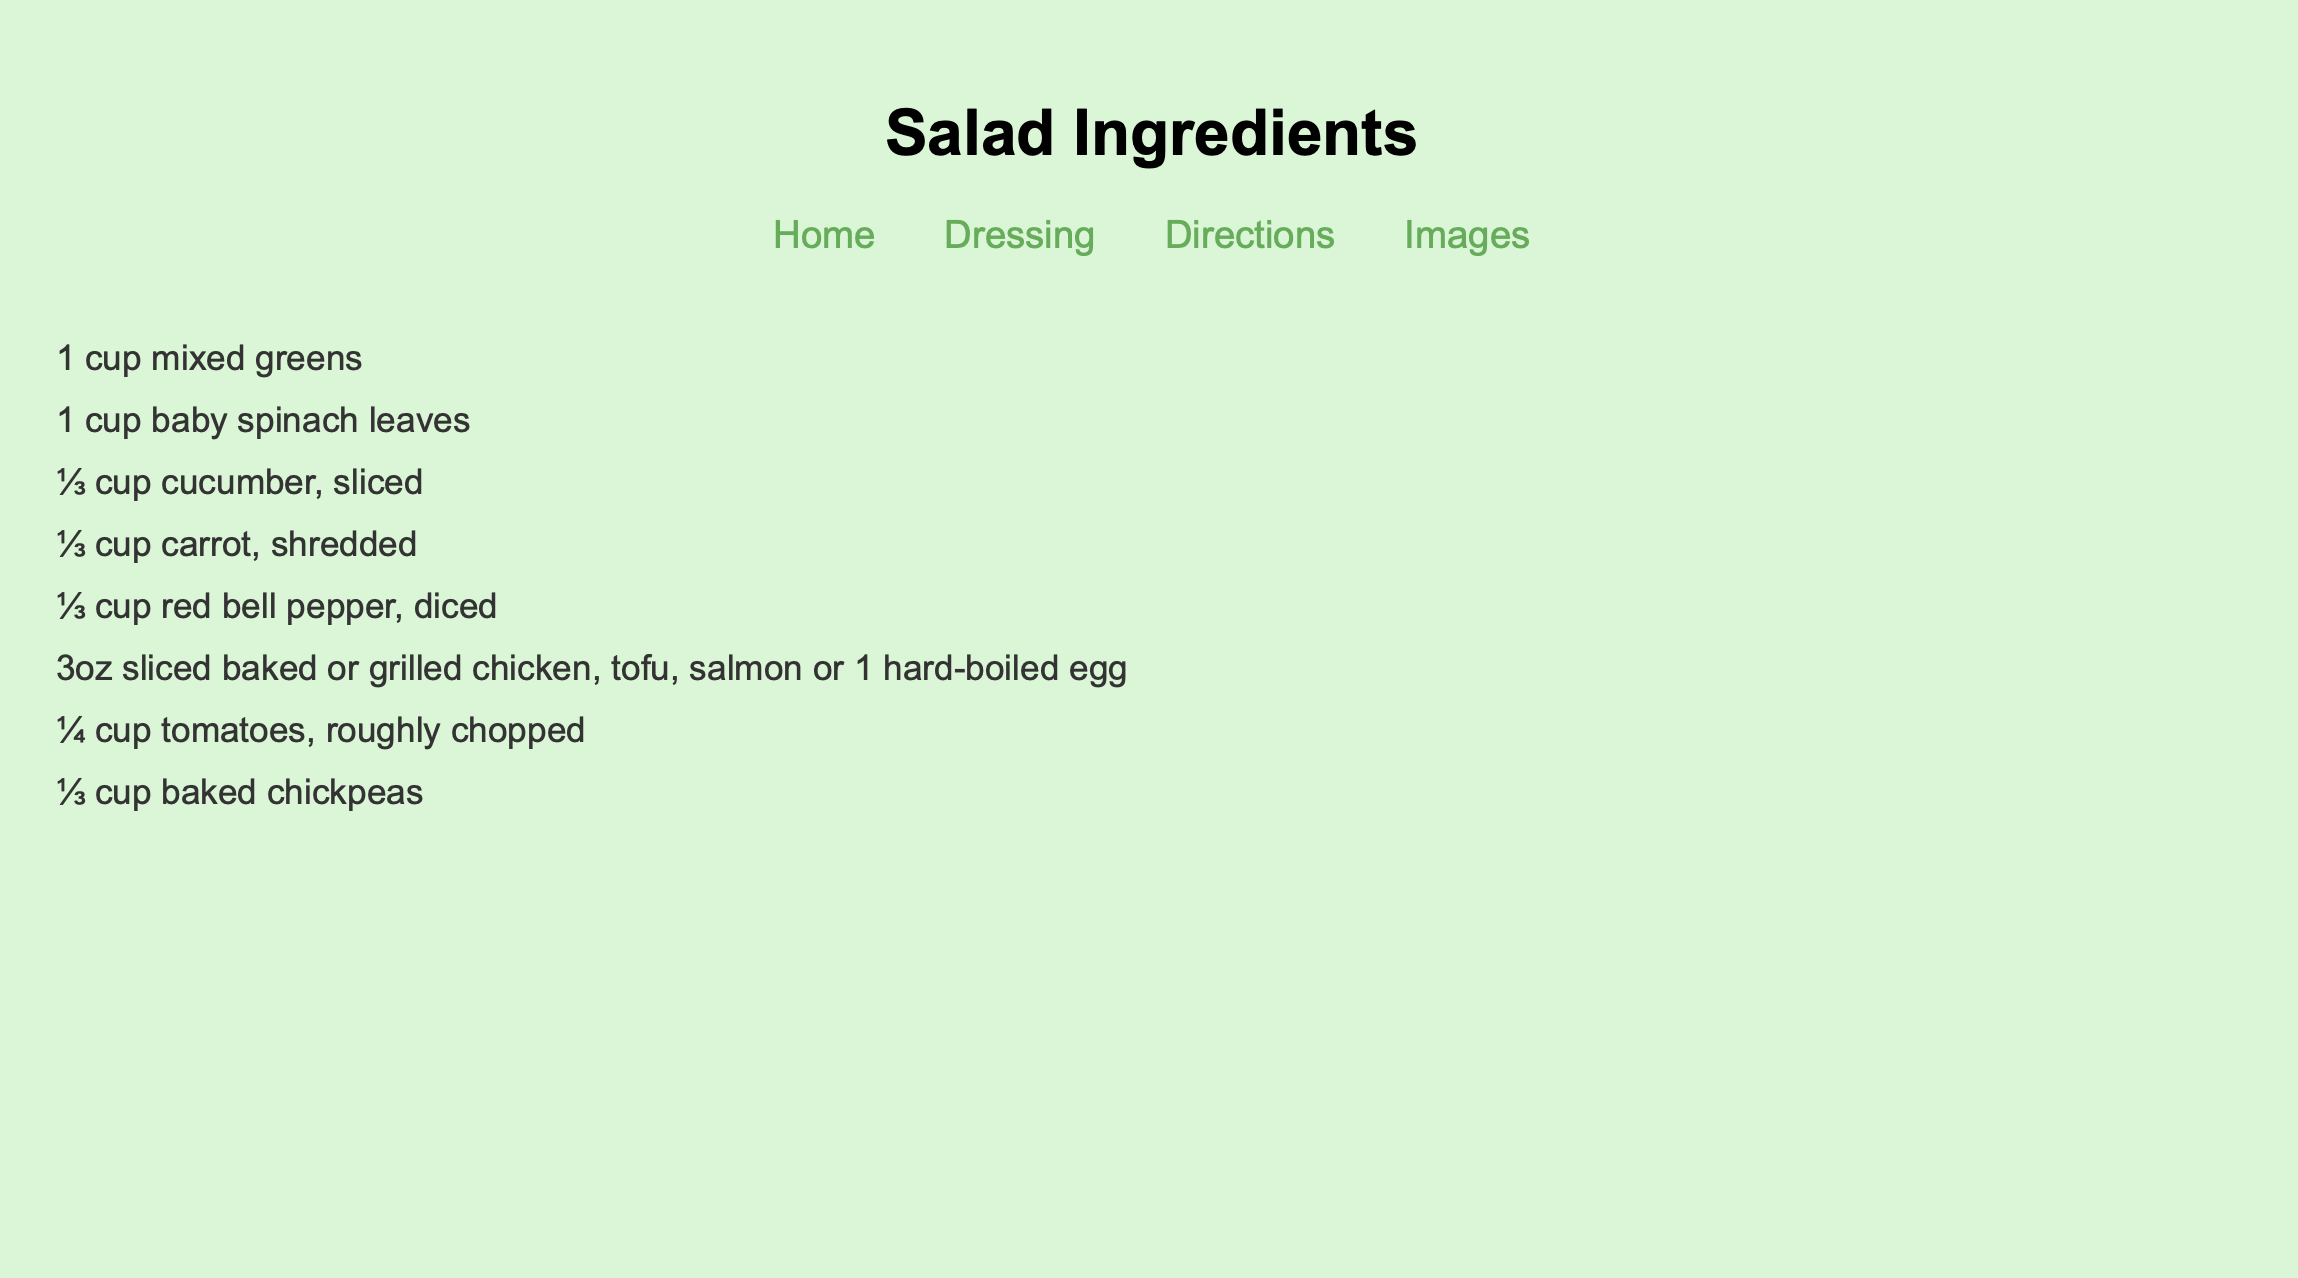 Salad Ingredients
Home Dressing Directions Images
1 cup mixed greens
1 cup baby spinach leaves
⅓ cup cucumber, sliced
⅓ cup carrot, shredded
⅓ cup red bell pepper, diced
3oz sliced baked or grilled chicken, tofu, salmon or 1 hard-boiled egg
¼ cup tomatoes, roughly chopped
⅓ cup baked chickpeas